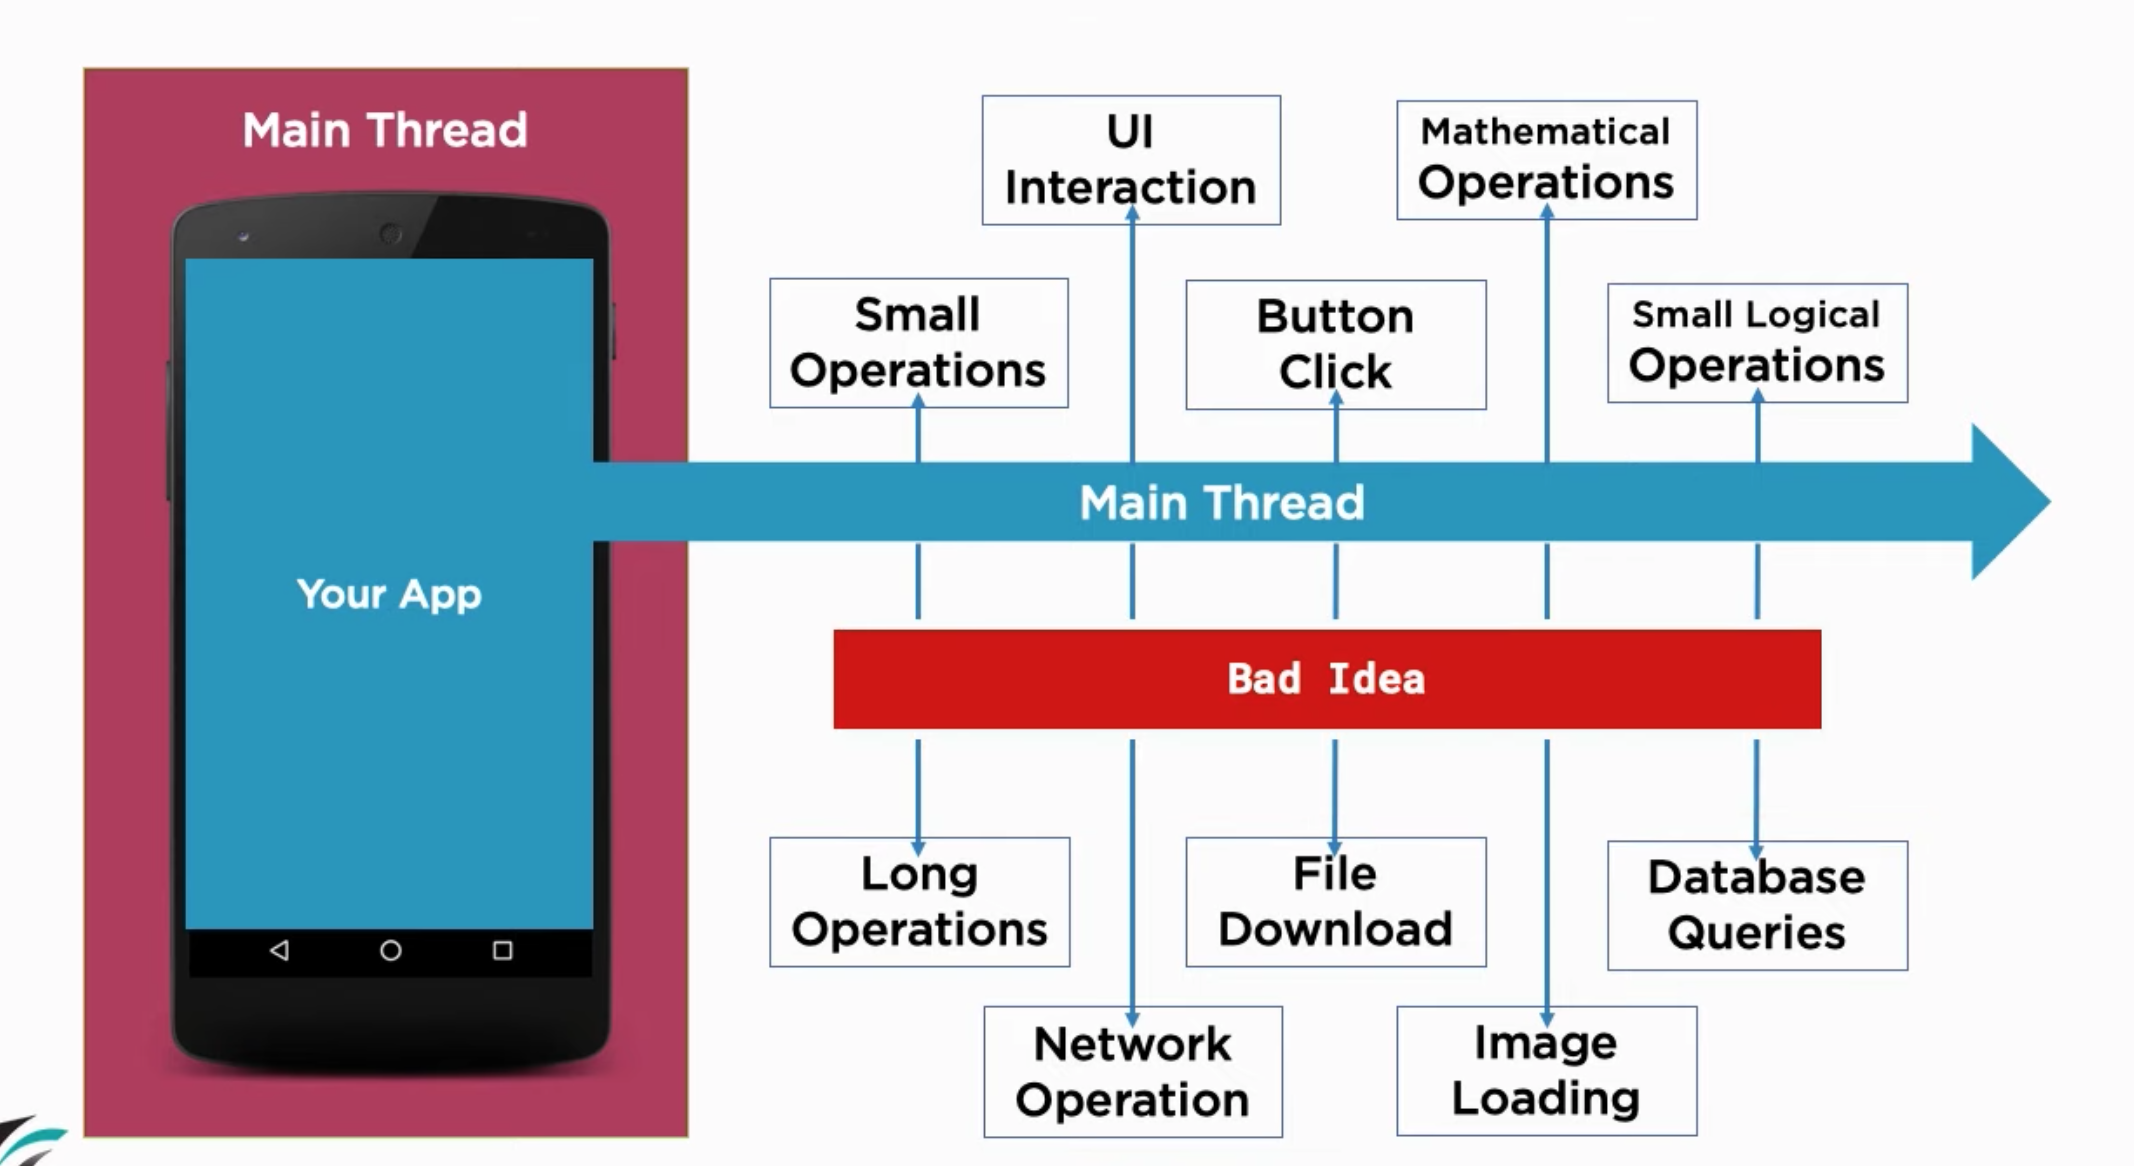 Main Thread
UI
Interaction
Mathematical
Operations
Small
Operations
Button
Click
Small Logical
Operations
Main Thread
Your App
Bad Idea
Long
Operations
File
Download
Database
Queries
Network
Operation
Image
Loading